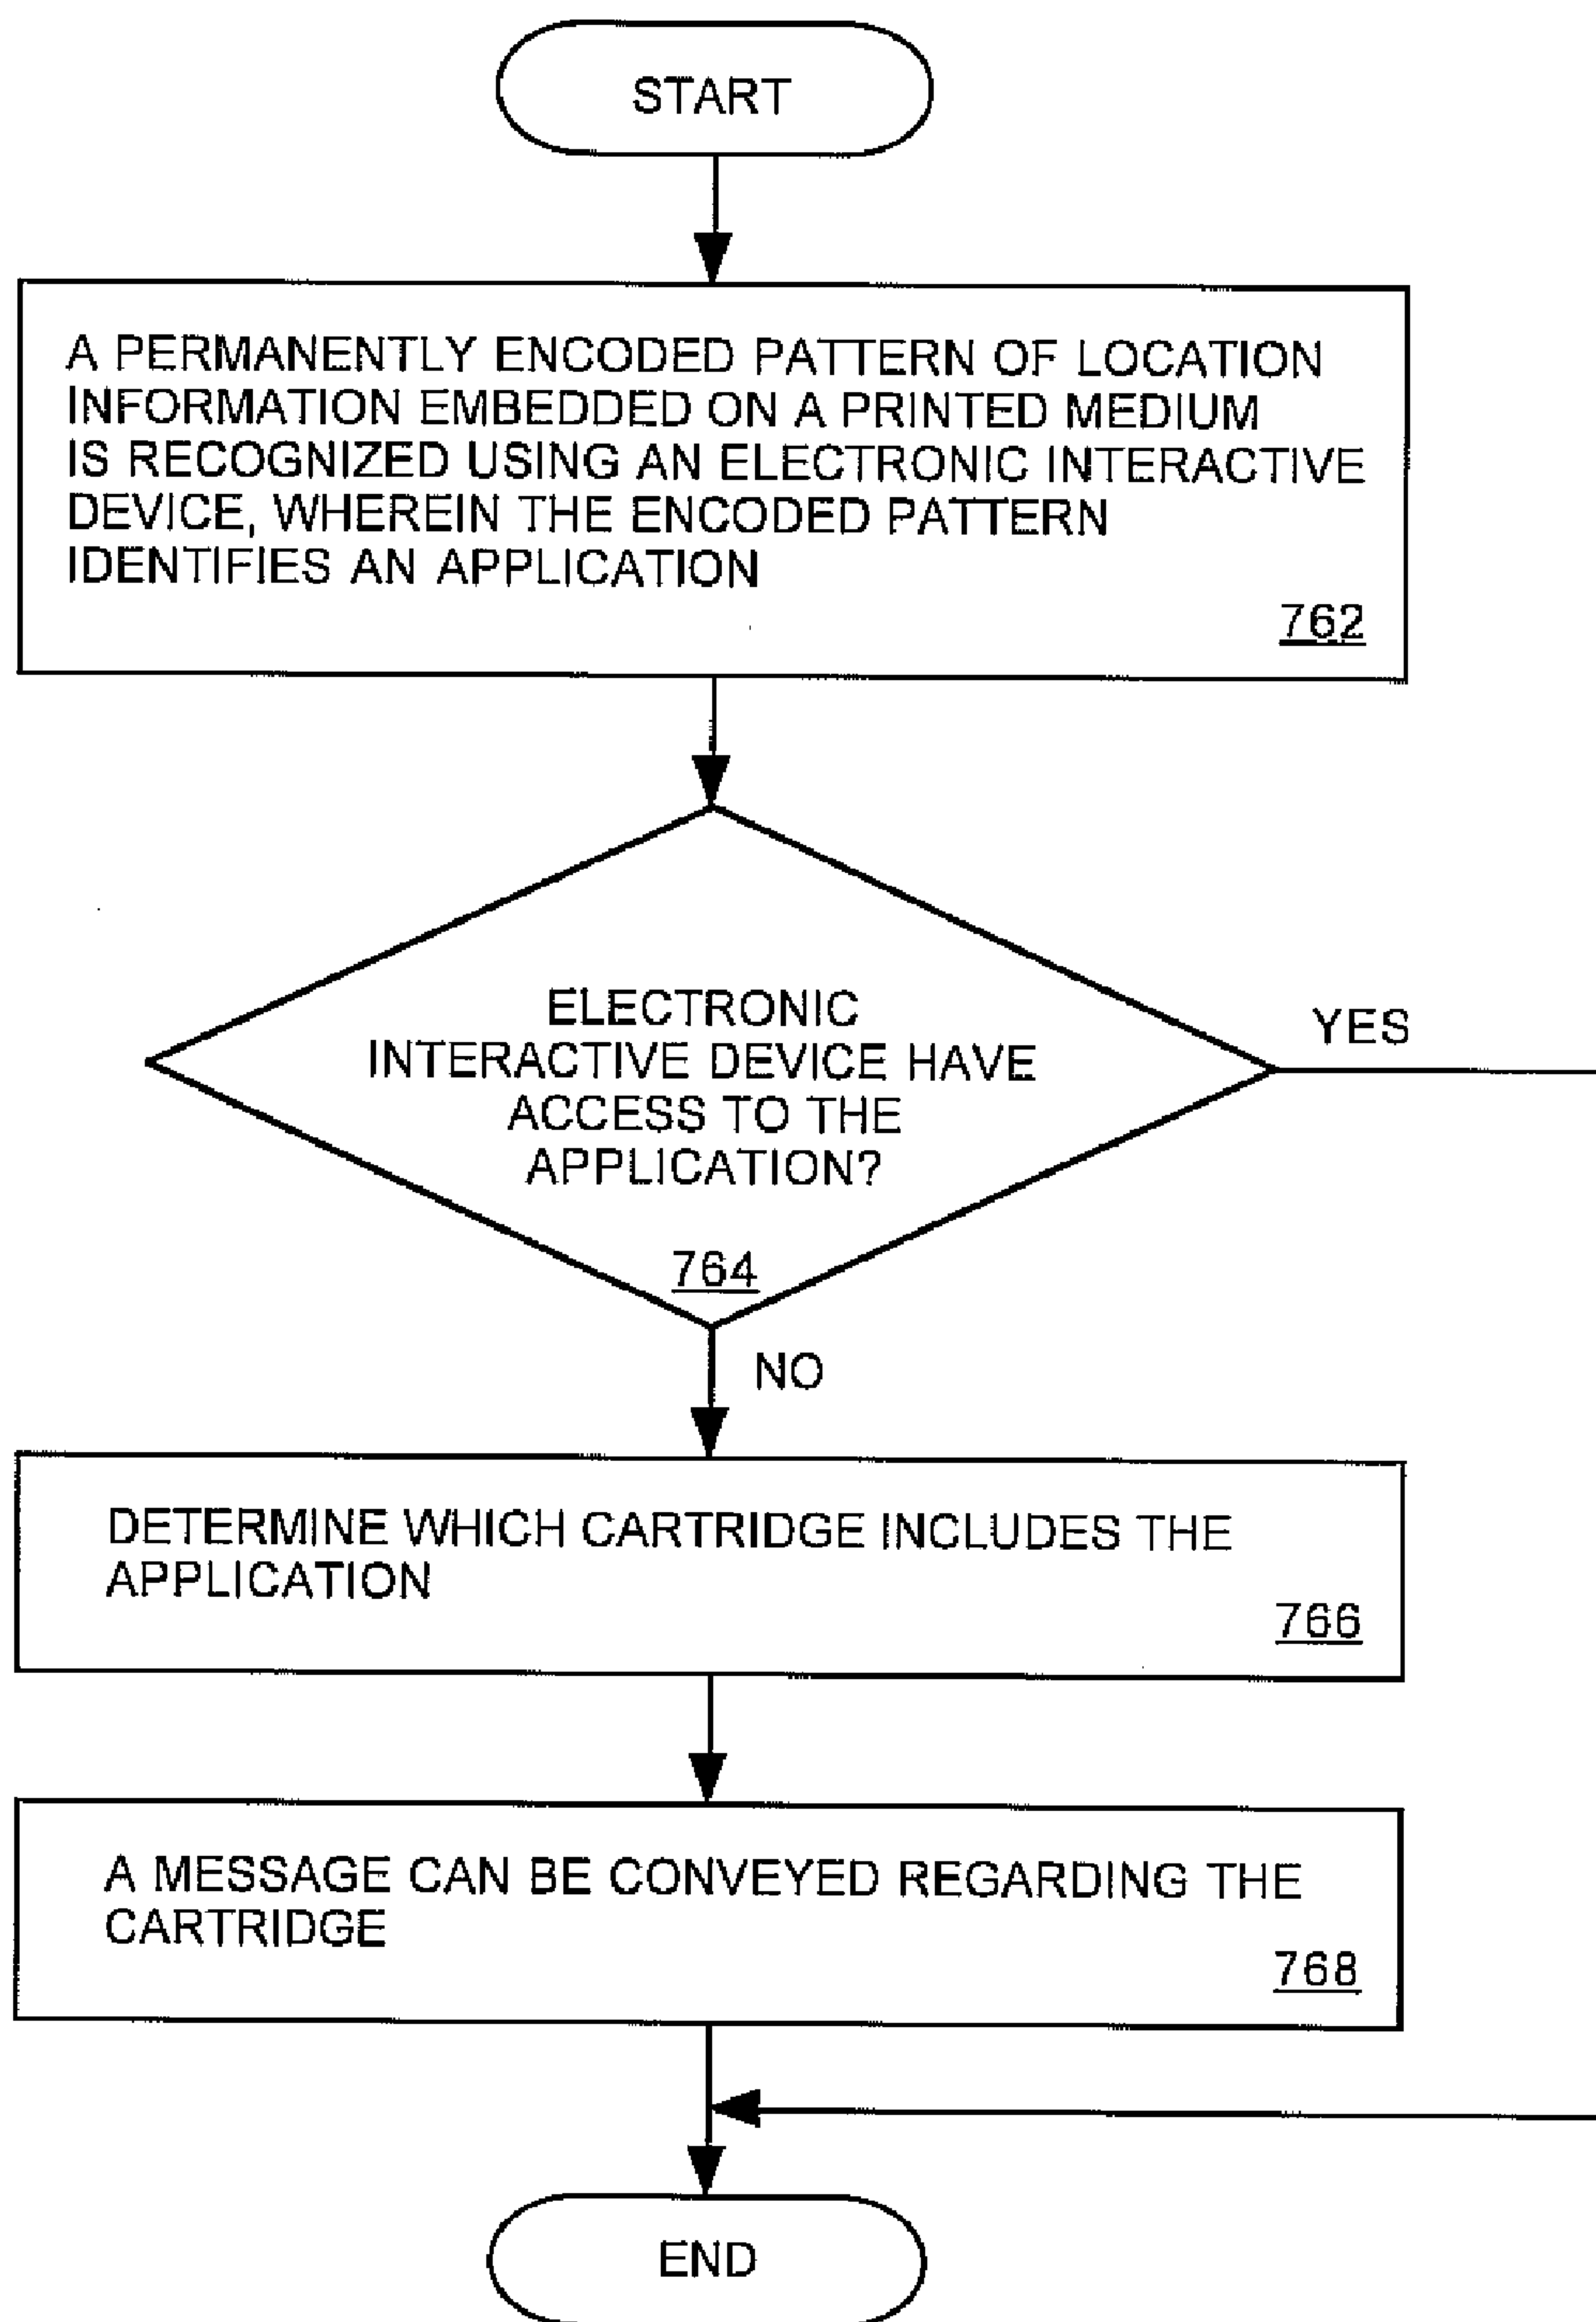 START
A PERMANENTLY ENCODED PATTERN OF LOCATION
INFORMATION EMBEDDED ON A PRINTED MEDIUM
IS RECOGNIZED USING AN ELECTRONIC INTERACTIVE
DEVICE, WHEREIN THE ENCODED PATTERN
IDENTIFIES AN APPLICATION
762
ELECTRONIC
INTERACTIVE DEVICE HAVE
ACCESS TO THE
APPLICATION?
764
YES
NO
DETERMINE WHICH CARTRIDGE INCLUDES THE
APPLICATION
766
A MESSAGE CAN BE CONVEYED REGARDING THE
CARTRIDGE
768
END